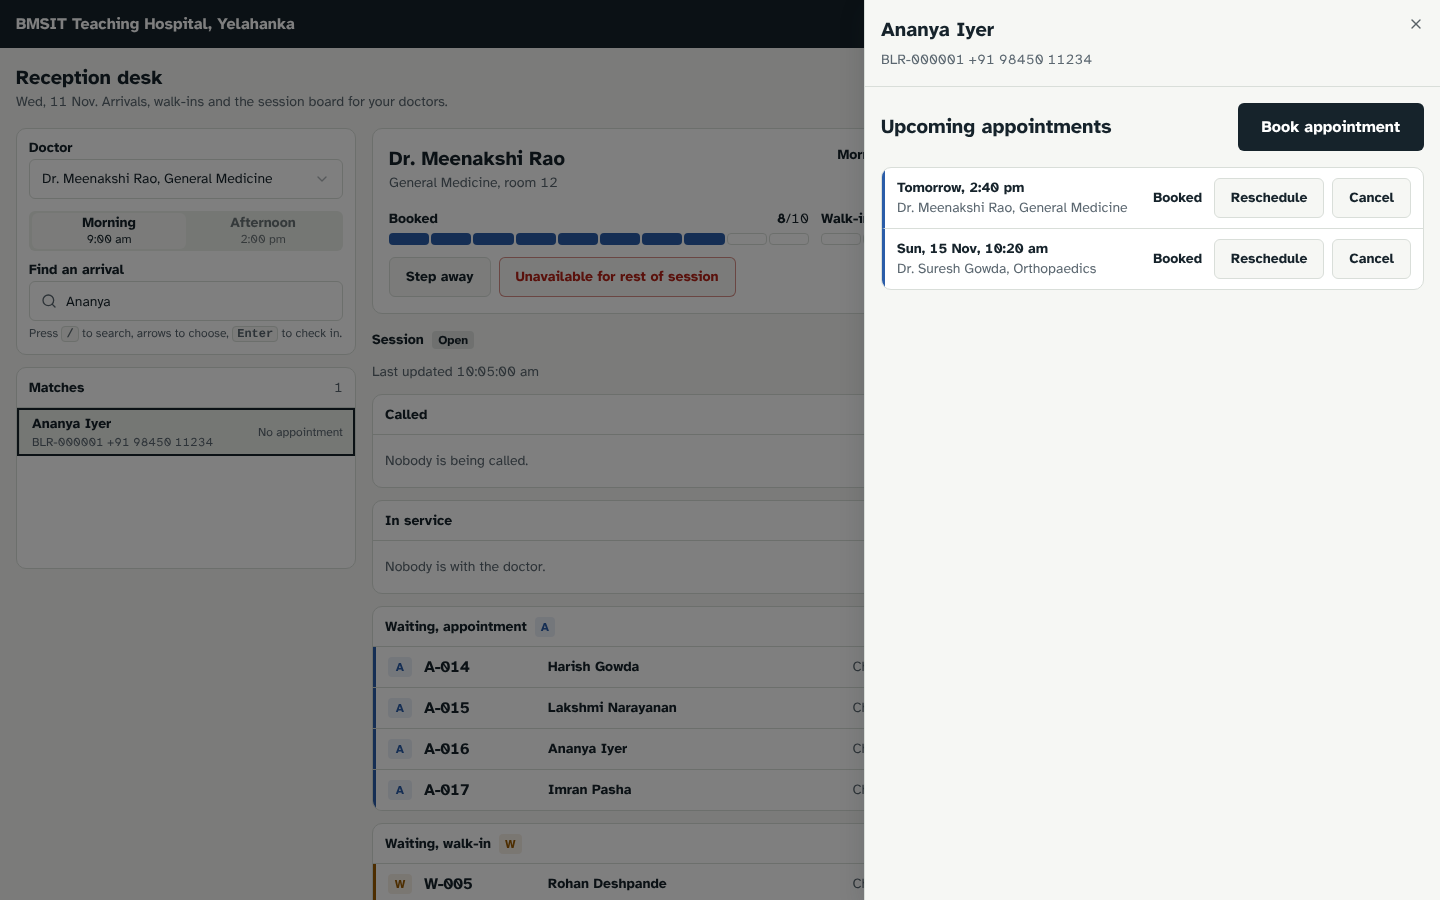 BMSIT Teaching Hospital, Yelahanka
Reception desk
Wed, 11 Nov. Arrivals, walk-ins and the session board for your doctors.
Doctor
Dr. Meenakshi Rao, General Medicine
Morning
9:00 am
Afternoon
2:00 pm
Find an arrival
Ananya
Press / to search, arrows to choose, Enter to check in.
Matches 1
Ananya Iyer
BLR-000001 +91 98450 11234
No appointment
Dr. Meenakshi Rao
General Medicine, room 12
Booked 8/10
Step away
Unavailable for rest of session
Session Open
Last updated 10:05:00 am
Called
Nobody is being called.
In service
Nobody is with the doctor.
Waiting, appointment A
A A-014 Harish Gowda
A A-015 Lakshmi Narayanan
A A-016 Ananya Iyer
A A-017 Imran Pasha
Waiting, walk-in W
W W-005 Rohan Deshpande
Ananya Iyer
BLR-000001 +91 98450 11234
Upcoming appointments
Book appointment
Tomorrow, 2:40 pm
Dr. Meenakshi Rao, General Medicine
Booked Reschedule Cancel
Sun, 15 Nov, 10:20 am
Dr. Suresh Gowda, Orthopaedics
Booked Reschedule Cancel